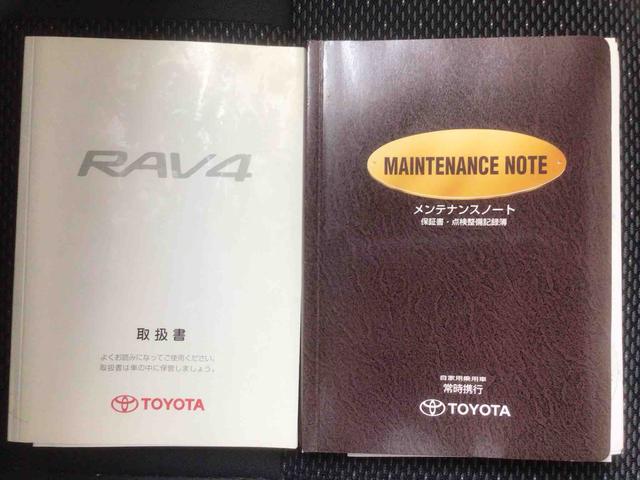 RAV4
取扱書
よくお読みになってご使用ください。
取扱書は車の中に保管しましょう。
TOYOTA
MAINTENANCE NOTE
メンテナンスノート
保証書・点検整備記録簿
自家用乗用車
常時携行
TOYOTA